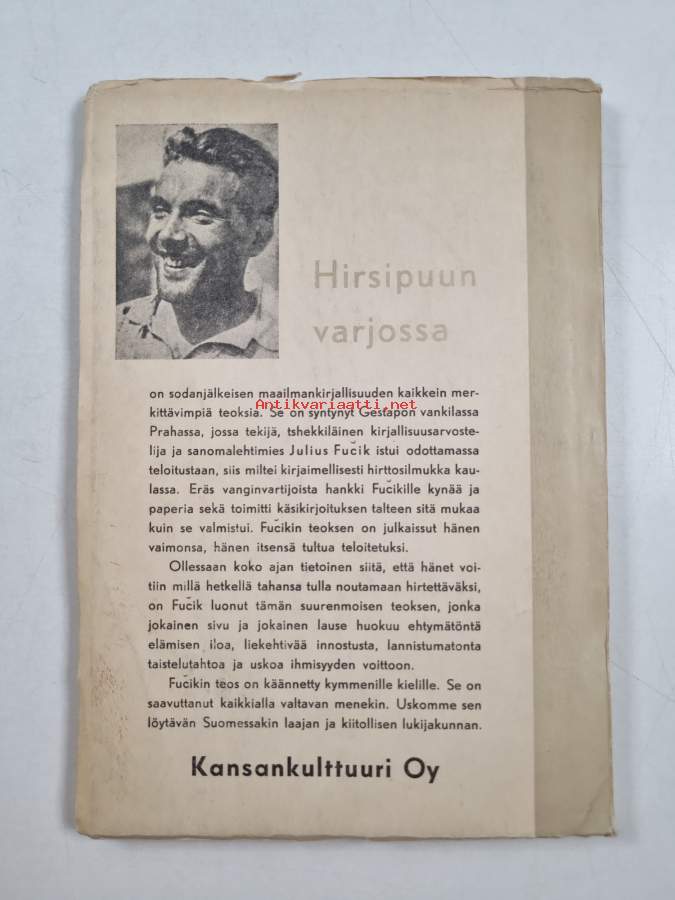 Hirsipuun
varjossa
on sodanjälkeisen maailmankirjallisuuden kaikkein mer-
Antikvariaatti.net
kittävimpiä teoksia. Se on syntynyt Gestapon vankilassa
Prahassa, jossa tekijä, tshekkiläinen kirjallisuusarvoste-
lija ja sanomalehtimies Julius Fučik istui odottamassa
teloitustaan, siis miltei kirjaimellisesti hirttosilmukka kau-
lassa. Eräs vanginvartijoista hankki Fučikille kynää ja
paperia sekä toimitti käsikirjoituksen talteen sitä mukaa
kuin se valmistui. Fučikin teoksen on julkaissut hänen
vaimonsa, hänen itsensä tultua teloitetuksi.
Ollessaan koko ajan tietoinen siitä, että hänet voi-
tiin millä hetkellä tahansa tulla noutamaan hirtettäväksi,
on Fučik luonut tämän suurenmoisen teoksen, jonka
jokainen sivu ja jokainen lause huokuu ehtymätöntä
elämisen iloa, liekehtivää innostusta, lannistumatonta
taistelutahtoa ja uskoa ihmisyyden voittoon.
Fučikin teos on käännetty kymmenille kielille. Se on
saavuttanut kaikkialla valtavan menekin. Uskomme sen
löytävän Suomessakin laajan ja kiitollisen lukijakunnan.
Kansankulttuuri Oy